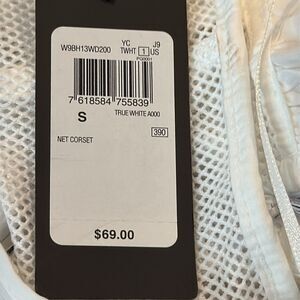 W9BH13WD200 YC J9
TWHT 1 US
PG0001
7 618584 755839
S TRUE WHITE A000
390
NET CORSET
$69.00